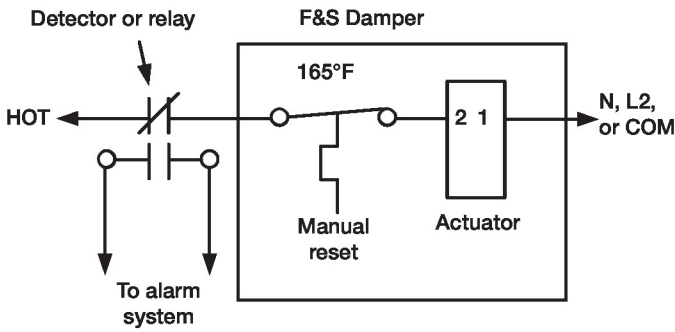 Detector or relay
F&S Damper
165°F
HOT
2 1
N, L2,
or COM
Manual
reset
Actuator
To alarm
system